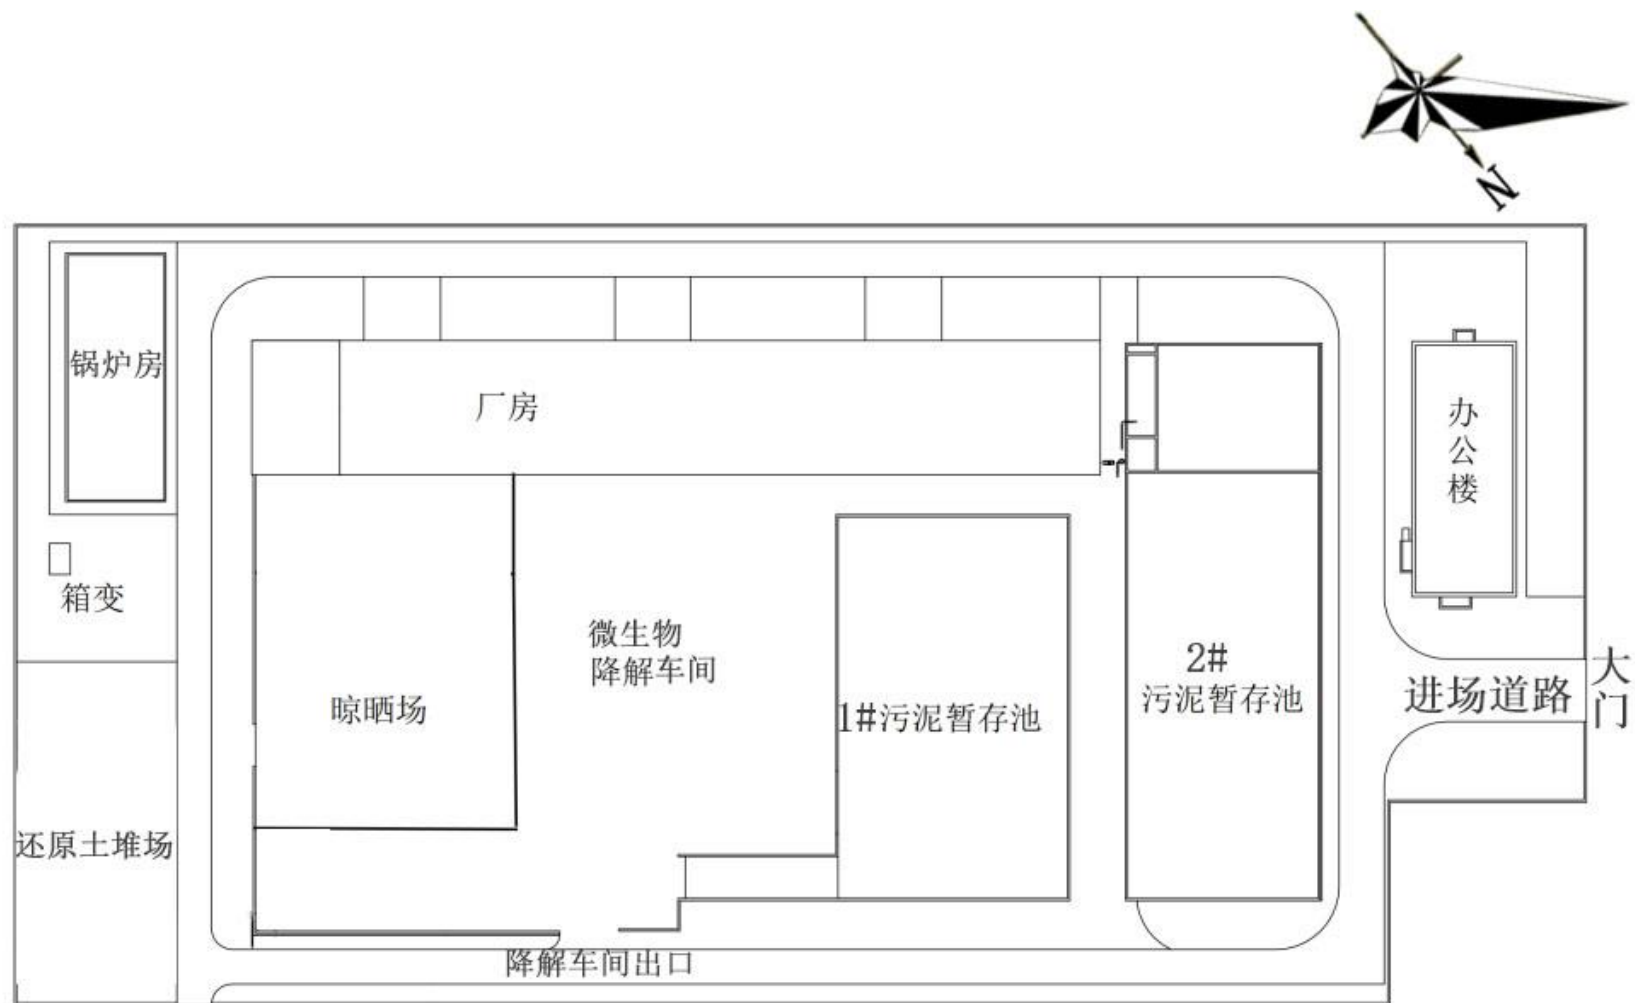 N
锅炉房
厂房
办
公
楼
箱变
微生物
降解车间
晾晒场
1#污泥暂存池
2#
污泥暂存池
进场道路
大
门
还原土堆场
降解车间出口